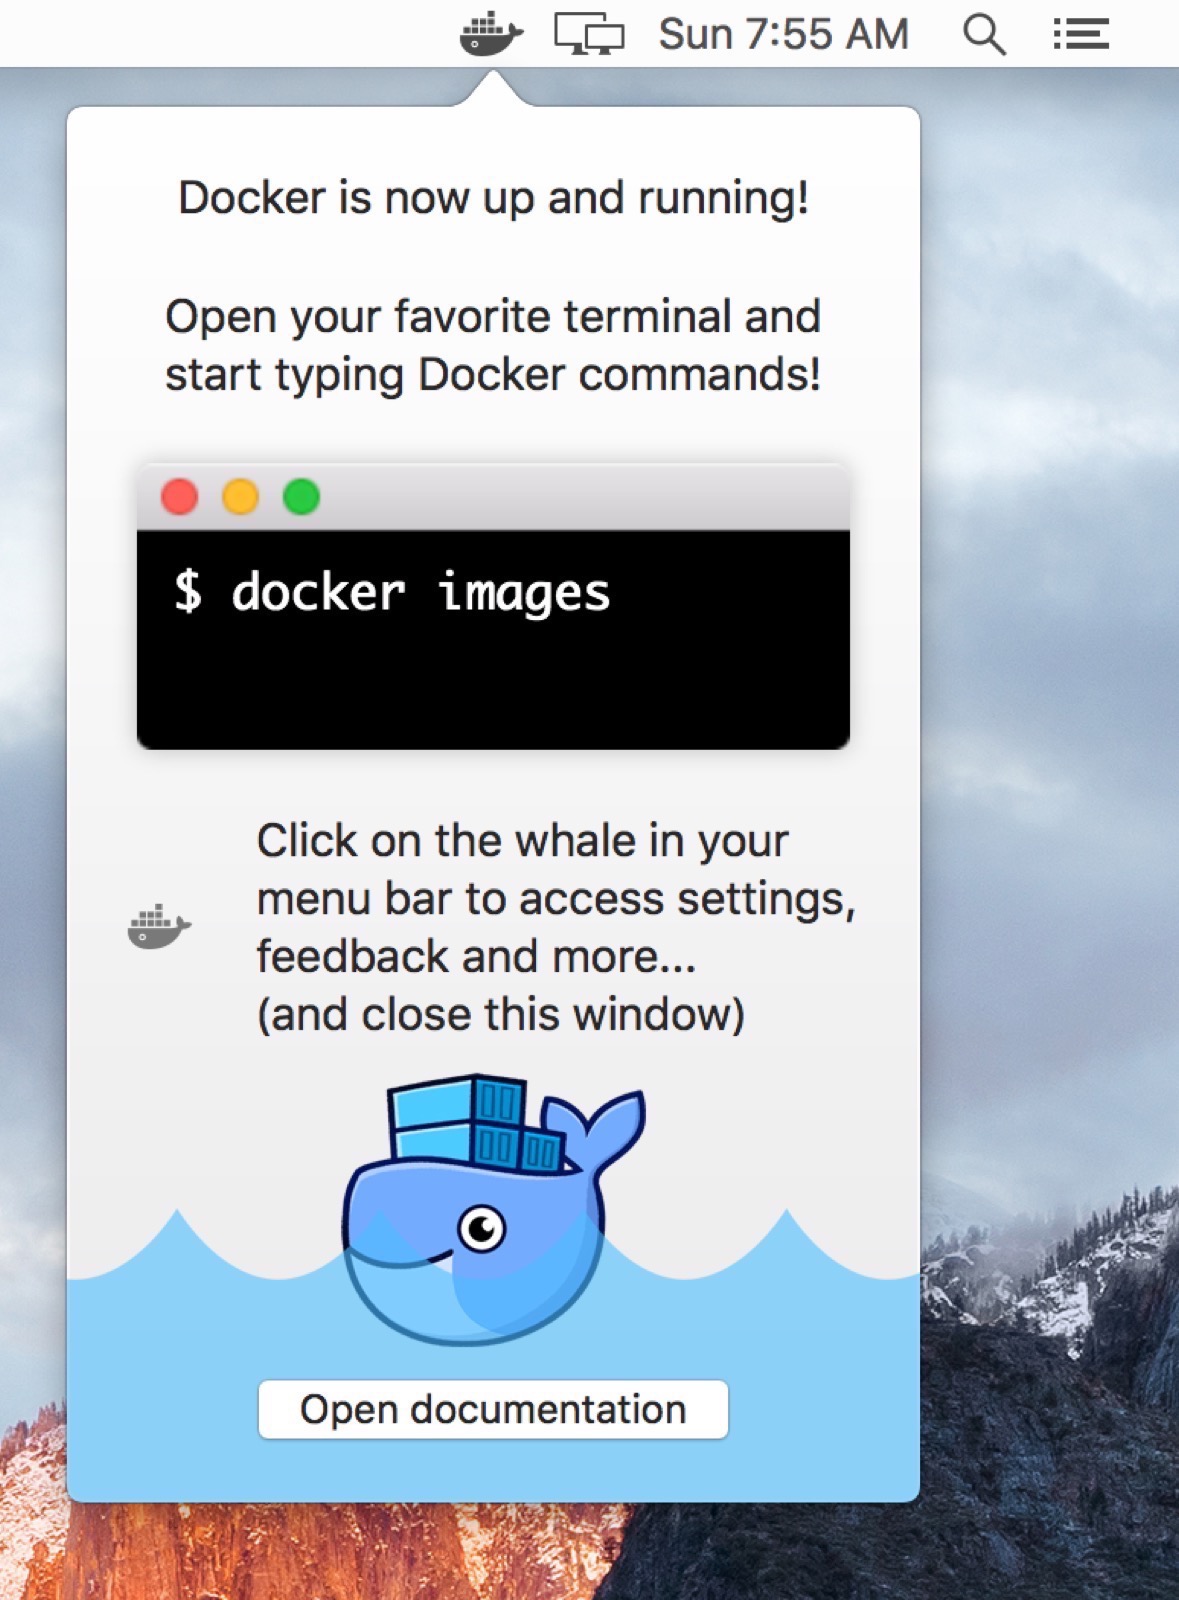 Sun 7:55 AM
Docker is now up and running!
Open your favorite terminal and
start typing Docker commands!
$ docker images
Click on the whale in your
menu bar to access settings,
feedback and more...
(and close this window)
Open documentation